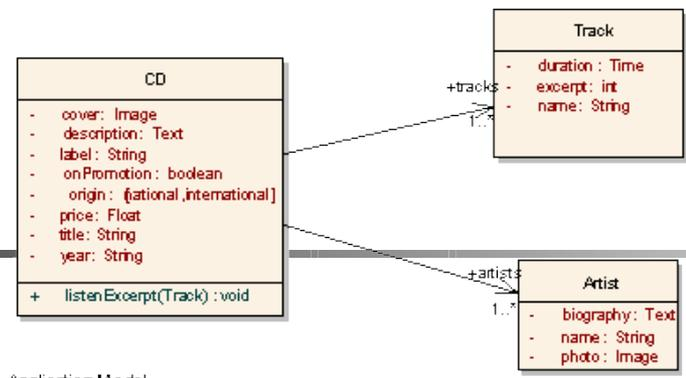 CD
- cover: Image
- description: Text
- label: String
- onPromotion: boolean
- origin: [national,international]
- price: Float
- title: String
- year: String
+ listenExcerpt(Track) : void
Track
- duration : Time
- excerpt: int
- name: String
+tracks
1..*
+artists
1..*
Artist
- biography: Text
- name: String
- photo: Image